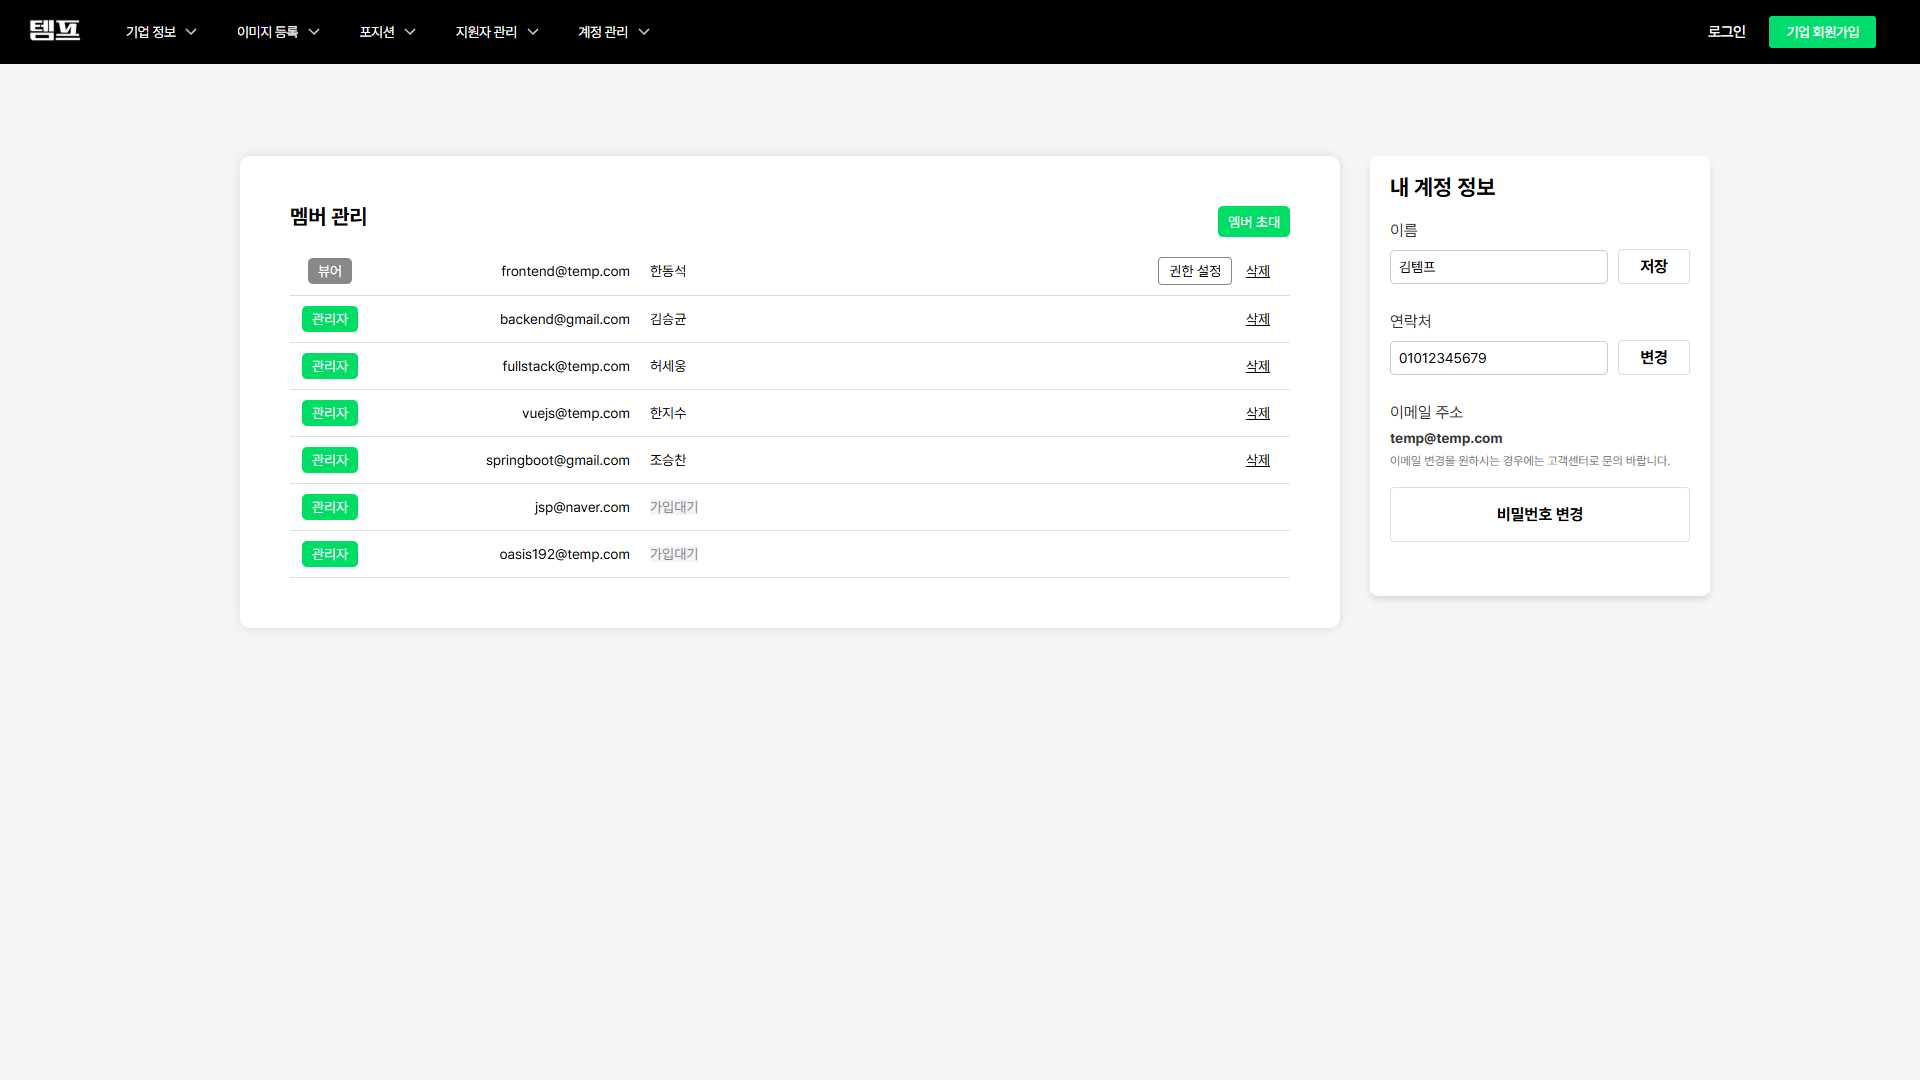 템프 기업 정보 이미지 등록 포지션 지원자 관리 계정 관리 로그인 기업 회원가입
멤버 관리
멤버 초대
뷰어 frontend@temp.com 한동석 권한 설정 삭제
관리자 backend@gmail.com 김승균 삭제
관리자 fullstack@temp.com 허세웅 삭제
관리자 vuejs@temp.com 한지수 삭제
관리자 springboot@gmail.com 조승찬 삭제
관리자 jsp@naver.com 가입대기
관리자 oasis192@temp.com 가입대기
내 계정 정보
이름
김템프 저장
연락처
01012345679 변경
이메일 주소
temp@temp.com
이메일 변경을 원하시는 경우에는 고객센터로 문의 바랍니다.
비밀번호 변경